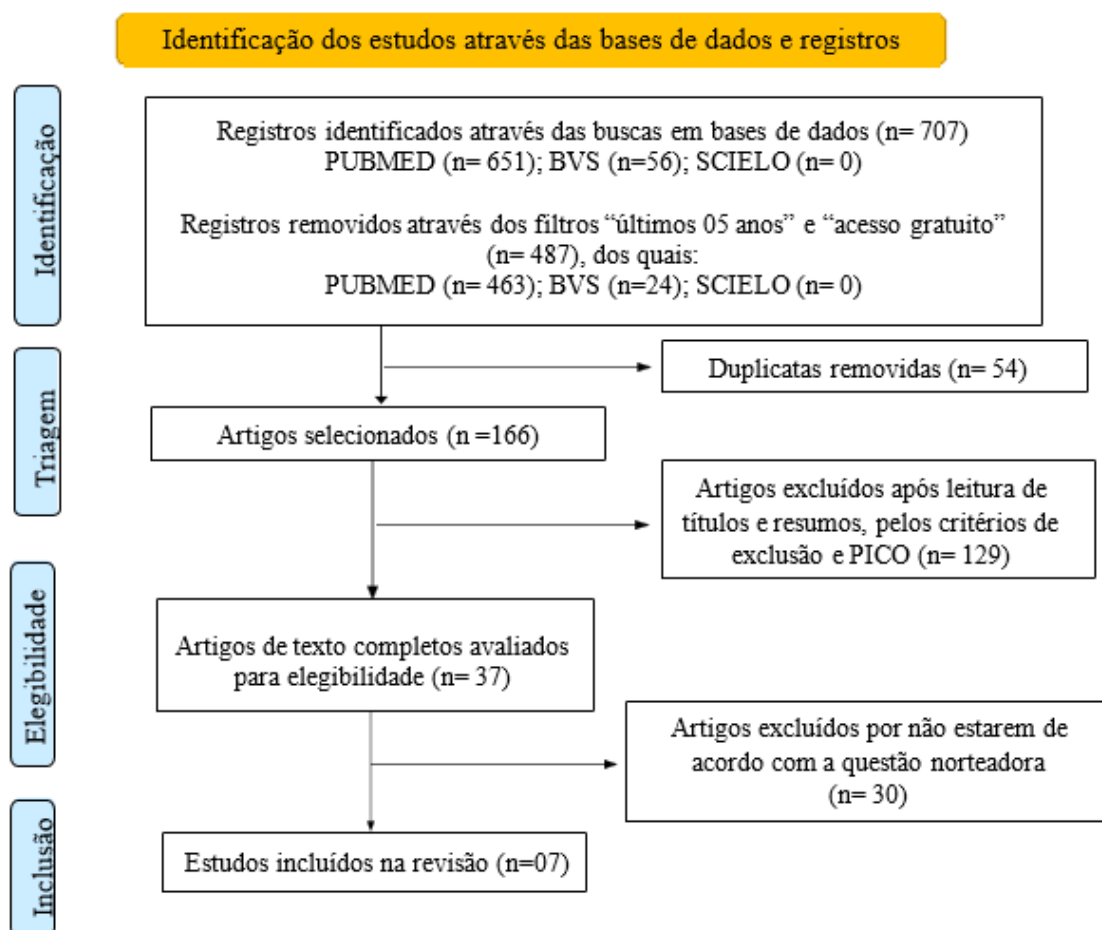 Identificação dos estudos através das bases de dados e registros
Identificação
Registros identificados através das buscas em bases de dados (n= 707)
PUBMED (n= 651); BVS (n=56); SCIELO (n= 0)
Registros removidos através dos filtros “últimos 05 anos” e “acesso gratuito”
(n= 487), dos quais:
PUBMED (n= 463); BVS (n=24); SCIELO (n= 0)
Triagem
Duplicatas removidas (n= 54)
Artigos selecionados (n =166)
Artigos excluídos após leitura de
títulos e resumos, pelos critérios de
exclusão e PICO (n= 129)
Elegibilidade
Artigos de texto completos avaliados
para elegibilidade (n= 37)
Artigos excluídos por não estarem de
acordo com a questão norteadora
(n= 30)
Inclusão
Estudos incluídos na revisão (n=07)